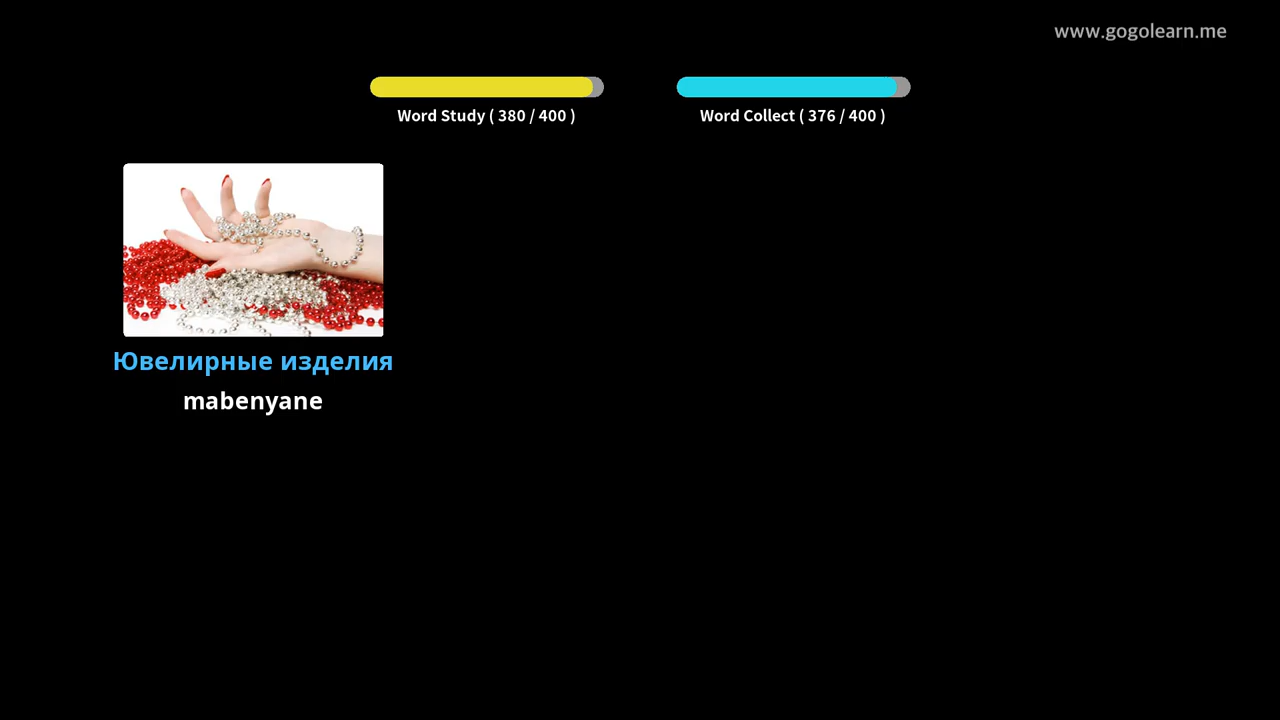 www.gogolearn.me
Word Study ( 380 / 400 )
Word Collect ( 376 / 400 )
Ювелирные изделия
mabenyane